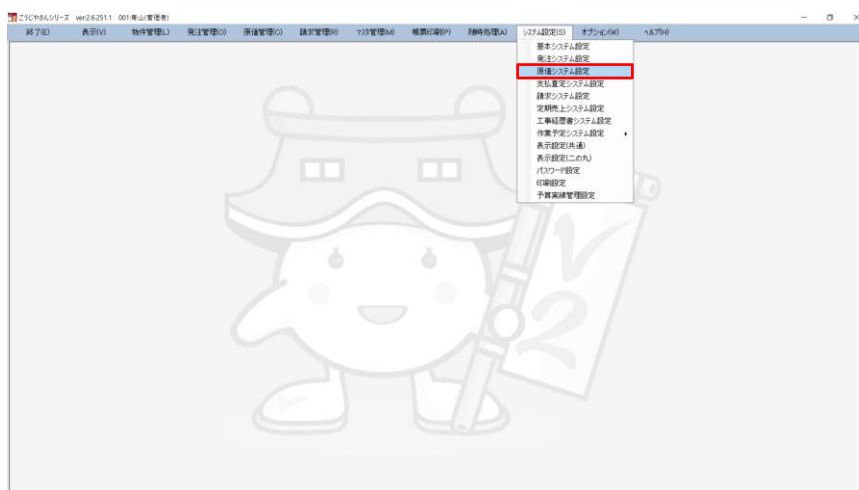 こうじやさんシリーズ ver.2.6.251.1 001:青山(管理者)
終了(E) 表示(V) 物件管理(L) 発注管理(O) 原価管理(C) 請求管理(R) マスタ管理(M) 帳票印刷(P) 随時処理(A) システム設定(S) オプション(W) ヘルプ(H)
基本システム設定
発注システム設定
原価システム設定
支払査定システム設定
請求システム設定
定期売上システム設定
工事経歴書システム設定
作業予定システム設定
表示設定(共通)
表示設定(二の丸)
パスワード設定
印刷設定
予算実績管理設定
V2